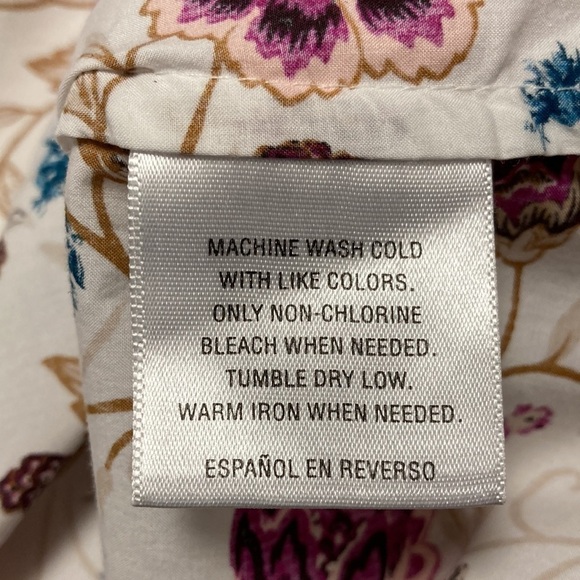 MACHINE WASH COLD
WITH LIKE COLORS.
ONLY NON-CHLORINE
BLEACH WHEN NEEDED.
TUMBLE DRY LOW.
WARM IRON WHEN NEEDED.
ESPAÑOL EN REVERSO